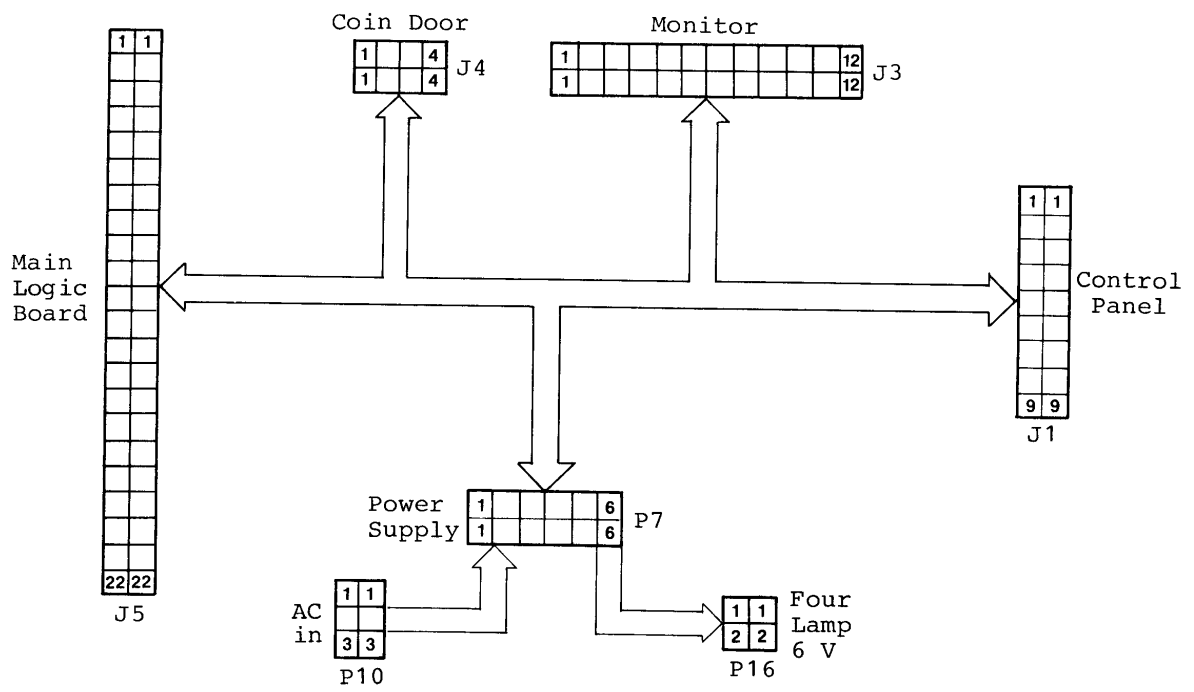 Coin Door
1 4
1 4
J4
Monitor
1 12
1 12
J3
1 1
22 22
J5
Main
Logic
Board
1 1
9 9
J1
Control
Panel
Power
Supply
1 6
1 6
P7
AC
in
1 1
3 3
P10
1 1
2 2
P16
Four
Lamp
6 V